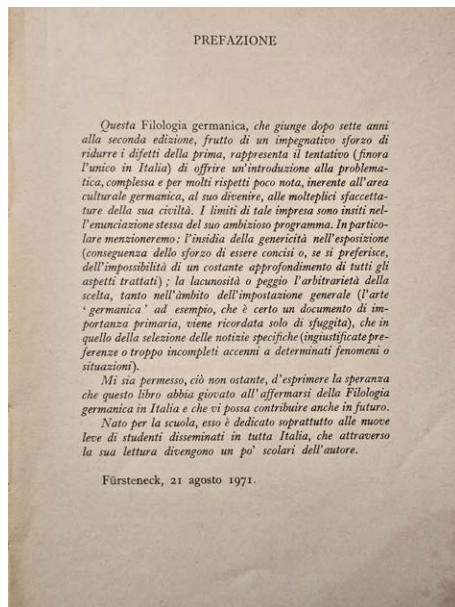 PREFAZIONE
Questa Filologia germanica, che giunge dopo sette anni
alla seconda edizione, frutto di un impegnativo sforzo di
ridurre i difetti della prima, rappresenta il tentativo (finora
l'unico in Italia) di offrire un'introduzione alla problema-
tica, complessa e per molti rispetti poco nota, inerente all'area
culturale germanica, al suo divenire, alle molteplici sfaccetta-
ture della sua civiltà. I limiti di tale impresa sono insiti nel-
l'enunciazione stessa del suo ambizioso programma. In partico-
lare menzioneremo: l'insidia della genericità nell'esposizione
(conseguenza dello sforzo di essere concisi o, se si preferisce,
dell'impossibilità di un costante approfondimento di tutti gli
aspetti trattati); la lacunosità o peggio l'arbitrarietà della
scelta, tanto nell'àmbito dell'impostazione generale (l'arte
‘germanica’ ad esempio, che è certo un documento di im-
portanza primaria, viene ricordata solo di sfuggita), che in
quello della selezione delle notizie specifiche (ingiustificate pre-
ferenze o troppo incompleti accenni a determinati fenomeni o
situazioni).
Mi sia permesso, ciò non ostante, d'esprimere la speranza
che questo libro abbia giovato all'affermarsi della Filologia
germanica in Italia e che vi possa contribuire anche in futuro.
Nato per la scuola, esso è dedicato soprattutto alle nuove
leve di studenti disseminati in tutta Italia, che attraverso
la sua lettura divengono un po' scolari dell'autore.
Fürsteneck, 21 agosto 1971.